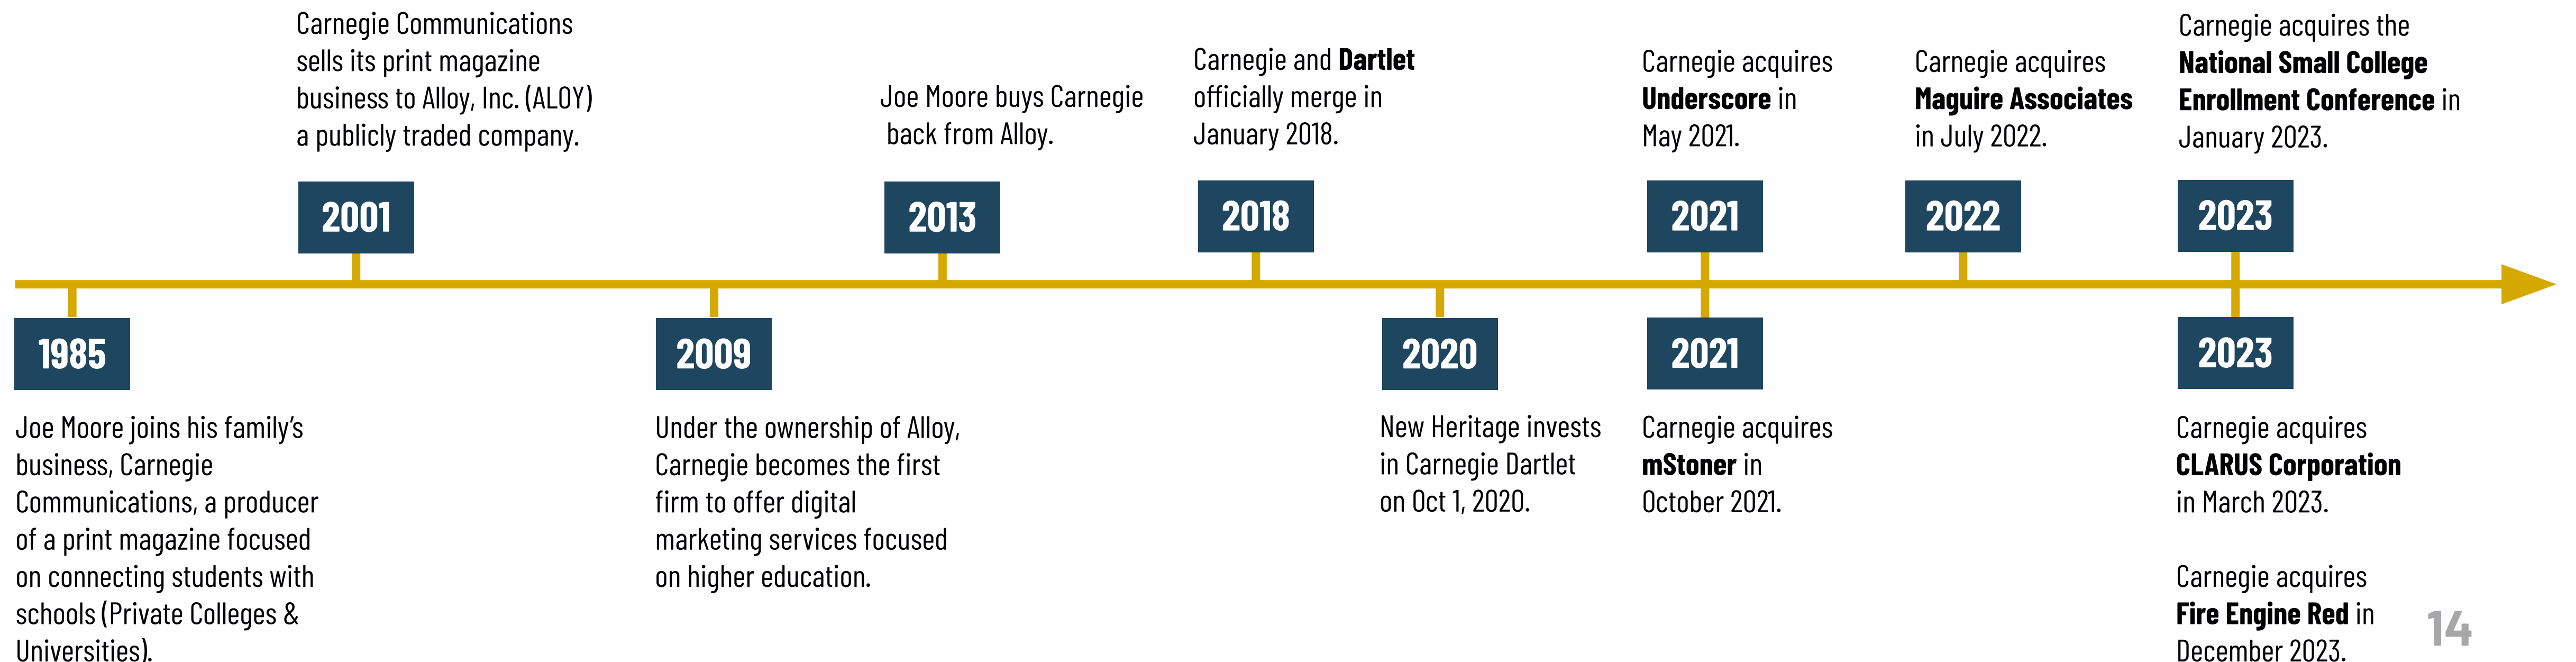 Carnegie Communications
sells its print magazine
business to Alloy, Inc. (ALOY)
a publicly traded company.
Joe Moore buys Carnegie
back from Alloy.
Carnegie and Dartlet
officially merge in
January 2018.
Carnegie acquires
Underscore in
May 2021.
Carnegie acquires
Maguire Associates
in July 2022.
Carnegie acquires the
National Small College
Enrollment Conference in
January 2023.
2001
2013
2018
2021
2022
2023
1985
2009
2020
2021
2023
Joe Moore joins his family’s
business, Carnegie
Communications, a producer
of a print magazine focused
on connecting students with
schools (Private Colleges &
Universities).
Under the ownership of Alloy,
Carnegie becomes the first
firm to offer digital
marketing services focused
on higher education.
New Heritage invests
in Carnegie Dartlet
on Oct 1, 2020.
Carnegie acquires
mStoner in
October 2021.
Carnegie acquires
CLARUS Corporation
in March 2023.
Carnegie acquires
Fire Engine Red in
December 2023.
14